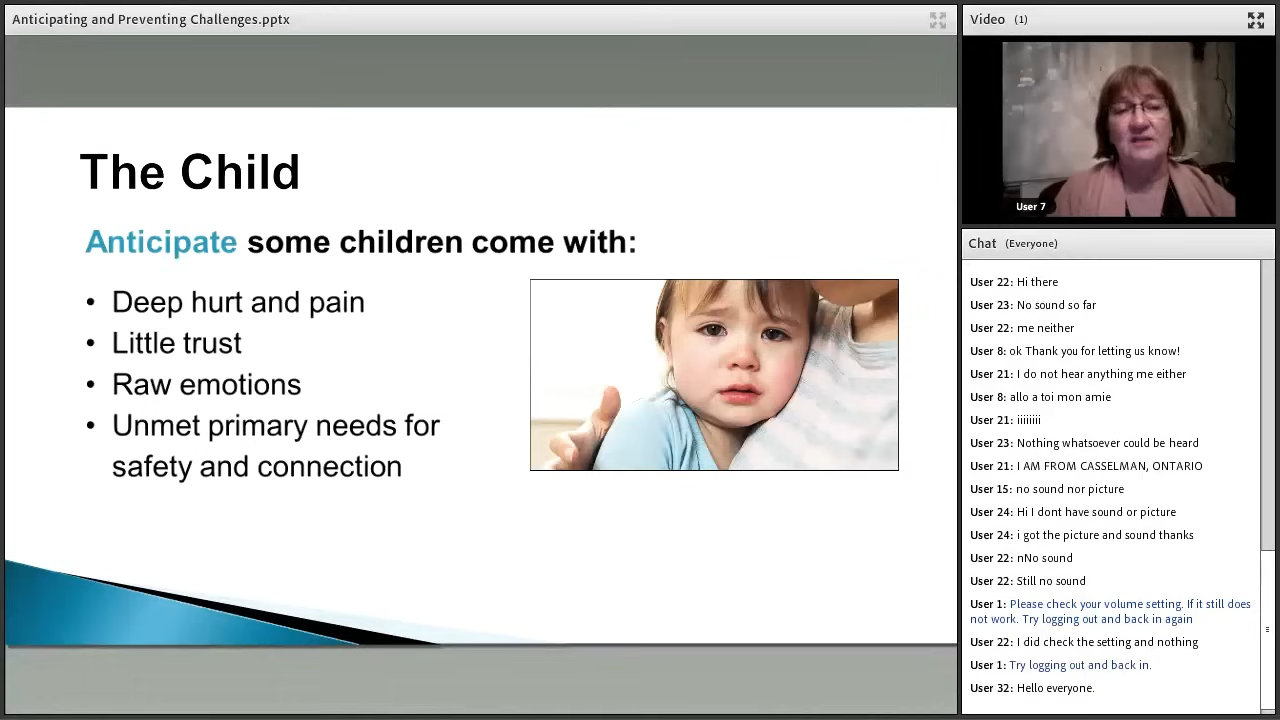 Anticipating and Preventing Challenges.pptx
The Child
Anticipate some children come with:
• Deep hurt and pain
• Little trust
• Raw emotions
• Unmet primary needs for
safety and connection
Video (1)
User 7
Chat (Everyone)
User 22: Hi there
User 23: No sound so far
User 22: me neither
User 8: ok Thank you for letting us know!
User 21: I do not hear anything me either
User 8: allo a toi mon amie
User 21: iiiiiiii
User 23: Nothing whatsoever could be heard
User 21: I AM FROM CASSELMAN, ONTARIO
User 15: no sound nor picture
User 24: Hi I dont have sound or picture
User 24: i got the picture and sound thanks
User 22: nNo sound
User 22: Still no sound
User 1: Please check your volume setting. If it still does
not work. Try logging out and back in again
User 22: I did check the setting and nothing
User 1: Try logging out and back in.
User 32: Hello everyone.